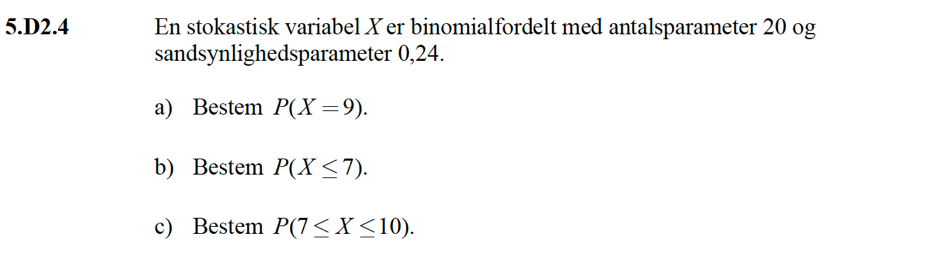 5.D2.4 En stokastisk variabel X er binomialfordelt med antalsparameter 20 og
sandsynlighedsparameter 0,24.
a) Bestem P(X = 9).
b) Bestem P(X ≤ 7).
c) Bestem P(7 ≤ X ≤ 10).